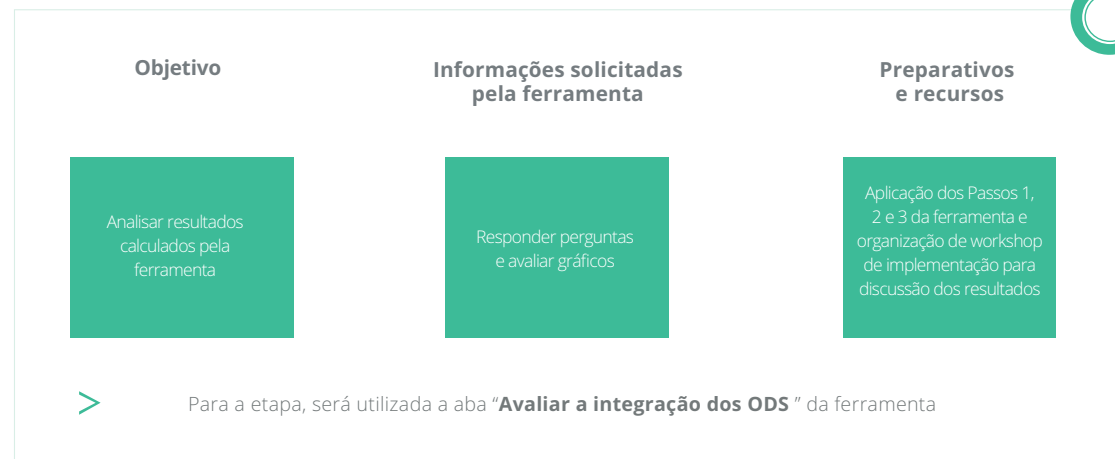 Objetivo
Informações solicitadas
pela ferramenta
Preparativos
e recursos
Analisar resultados
calculados pela
ferramenta
Responder perguntas
e avaliar gráficos
Aplicação dos Passos 1,
2 e 3 da ferramenta e
organização de workshop
de implementação para
discussão dos resultados
> Para a etapa, será utilizada a aba “Avaliar a integração dos ODS ” da ferramenta